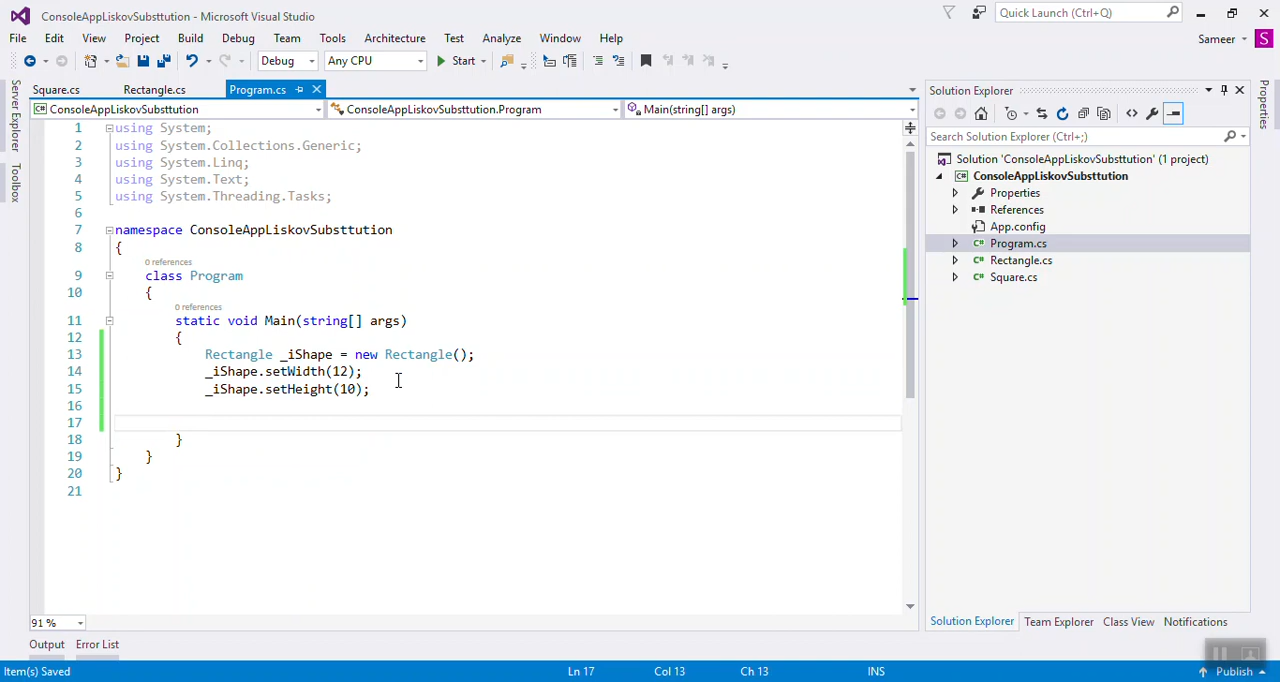 ConsoleAppLiskovSubsttution - Microsoft Visual Studio
Quick Launch (Ctrl+Q)
File Edit View Project Build Debug Team Tools Architecture Test Analyze Window Help
Sameer S
Debug Any CPU Start
Square.cs Rectangle.cs Program.cs
ConsoleAppLiskovSubsttution ConsoleAppLiskovSubsttution.Program Main(string[] args)
Server Explorer
Toolbox
1 using System;
2 using System.Collections.Generic;
3 using System.Linq;
4 using System.Text;
5 using System.Threading.Tasks;
6
7 namespace ConsoleAppLiskovSubsttution
8 {
0 references
9 class Program
10 {
0 references
11 static void Main(string[] args)
12 {
13 Rectangle _iShape = new Rectangle();
14 _iShape.setWidth(12);
15 _iShape.setHeight(10);
16
17
18 }
19 }
20 }
21
91 %
Solution Explorer
Search Solution Explorer (Ctrl+;)
Solution 'ConsoleAppLiskovSubsttution' (1 project)
C# ConsoleAppLiskovSubsttution
Properties
References
App.config
C# Program.cs
C# Rectangle.cs
C# Square.cs
Solution Explorer Team Explorer Class View Notifications
Properties
Output Error List
Item(s) Saved Ln 17 Col 13 Ch 13 INS Publish